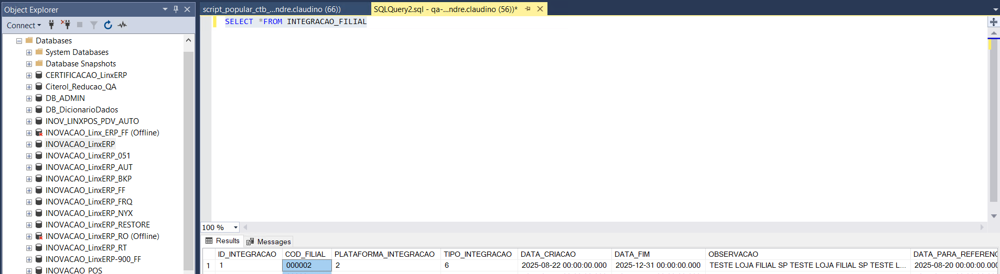 Object Explorer
Connect
Databases
System Databases
Database Snapshots
CERTIFICACAO_LinxERP
Citerol_Reducao_QA
DB_ADMIN
DB_DicionarioDados
INOV_LINXPOS_PDV_AUTO
INOVACAO_Linx_ERP_FF (Offline)
INOVACAO_LinxERP
INOVACAO_LinxERP_051
INOVACAO_LinxERP_AUT
INOVACAO_LinxERP_BKP
INOVACAO_LinxERP_FF
INOVACAO_LinxERP_FRQ
INOVACAO_LinxERP_NYX
INOVACAO_LinxERP_RESTORE
INOVACAO_LinxERP_RO (Offline)
INOVACAO_LinxERP_RT
INOVACAO_LinxERP-900_FF
INOVACAO_POS
script_popular_ctb_...ndre.claudino (66))
SQLQuery2.sql - qa-...ndre.claudino (56))*
SELECT *FROM INTEGRACAO_FILIAL
100 %
Results Messages
ID_INTEGRACAO COD_FILIAL PLATAFORMA_INTEGRACAO TIPO_INTEGRACAO DATA_CRIACAO DATA_FIM OBSERVACAO DATA_PARA_REFERENC
1 1 000002 2 6 2025-08-22 00:00:00.000 2025-12-31 00:00:00.000 TESTE LOJA FILIAL SP TESTE LOJA FILIAL SP TESTE L... 2025-08-20 00:00:00.000